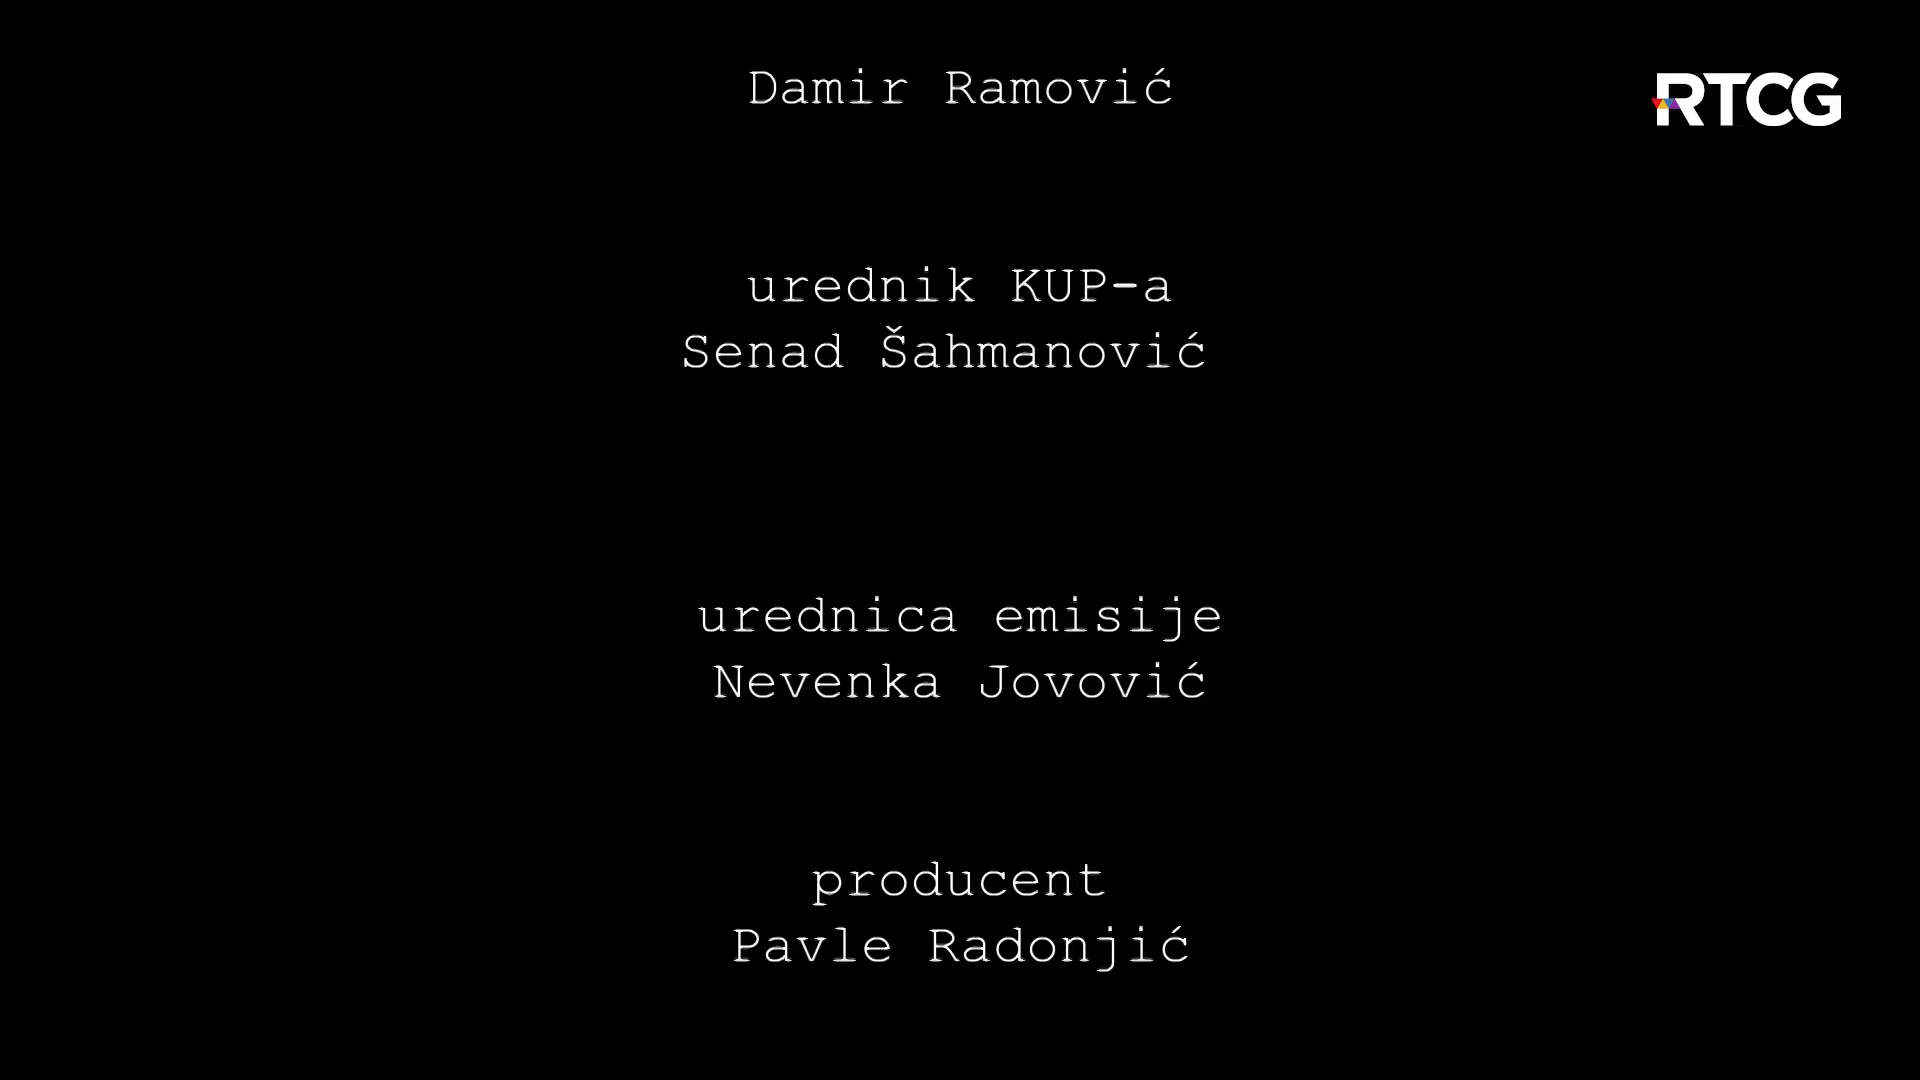 Damir Ramović
RTCG
urednik KUP-a
Senad Šahmanović
urednica emisije
Nevenka Jovović
producent
Pavle Radonjić